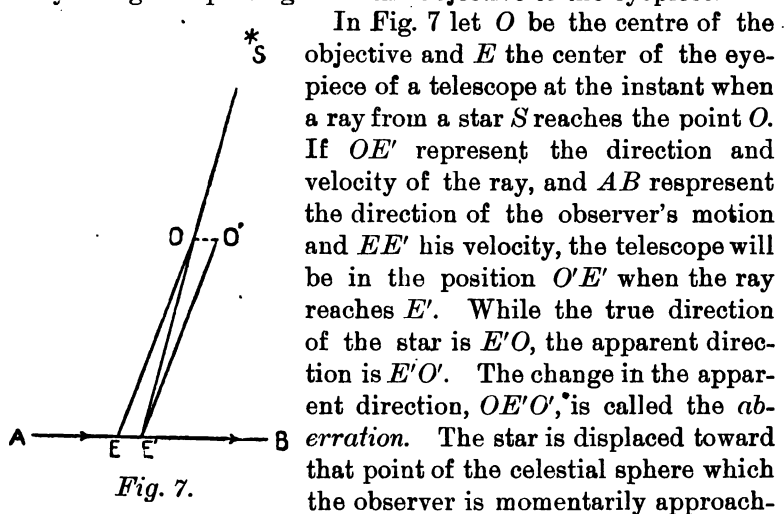 In Fig. 7 let O be the centre of the
objective and E the center of the eye-
piece of a telescope at the instant when
a ray from a star S reaches the point O.
If OE′ represent the direction and
velocity of the ray, and AB respresent
the direction of the observer's motion
and EE′ his velocity, the telescope will
be in the position O′E′ when the ray
reaches E′. While the true direction
of the star is E′O, the apparent direc-
tion is E′O′. The change in the appar-
ent direction, OE′O′, is called the ab-
erration. The star is displaced toward
that point of the celestial sphere which
the observer is momentarily approach-
*S
O O′
A E E′ B
Fig. 7.